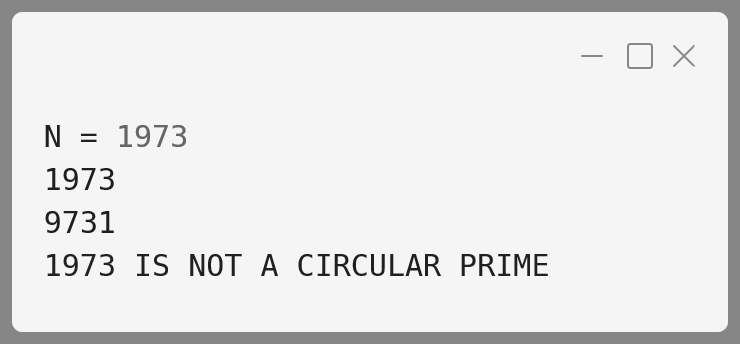 N = 1973
1973
9731
1973 IS NOT A CIRCULAR PRIME